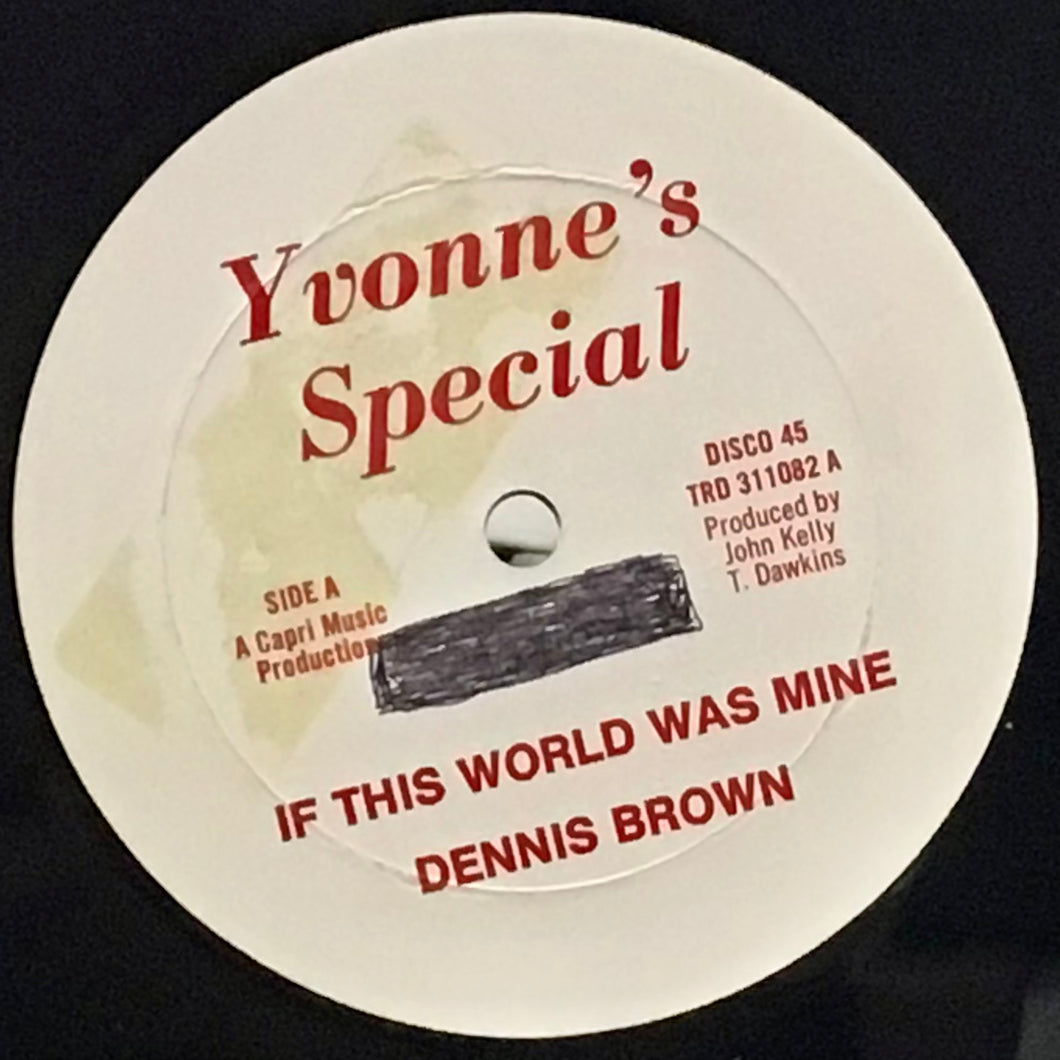 Yvonne's
Special
DISCO 45
TRD 311082 A
Produced by
John Kelly
T. Dawkins
SIDE A
A Capri Music
Production
IF THIS WORLD WAS MINE
DENNIS BROWN